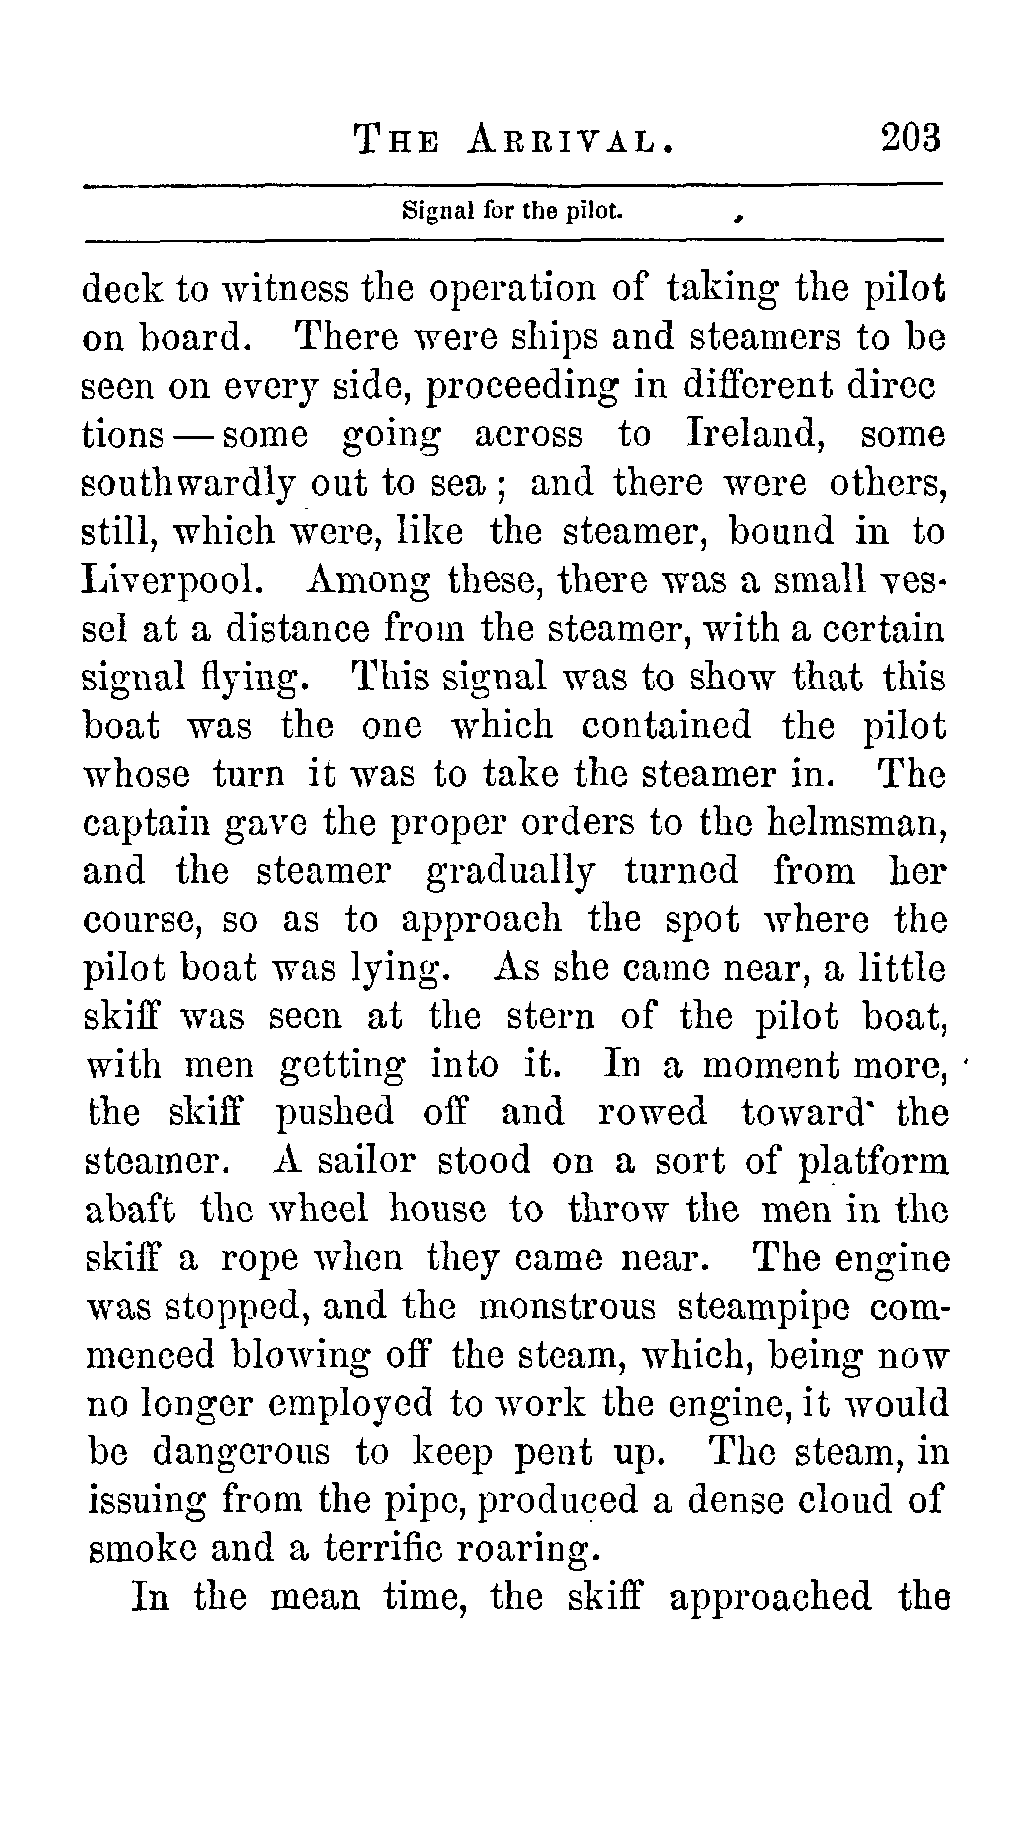 The Arrival. 203
Signal for the pilot.
deck to witness the operation of taking the pilot
on board. There were ships and steamers to be
seen on every side, proceeding in different direc
tions — some going across to Ireland, some
southwardly out to sea; and there were others,
still, which were, like the steamer, bound in to
Liverpool. Among these, there was a small ves-
sel at a distance from the steamer, with a certain
signal flying. This signal was to show that this
boat was the one which contained the pilot
whose turn it was to take the steamer in. The
captain gave the proper orders to the helmsman,
and the steamer gradually turned from her
course, so as to approach the spot where the
pilot boat was lying. As she came near, a little
skiff was seen at the stern of the pilot boat,
with men getting into it. In a moment more,
the skiff pushed off and rowed toward the
steamer. A sailor stood on a sort of platform
abaft the wheel house to throw the men in the
skiff a rope when they came near. The engine
was stopped, and the monstrous steampipe com-
menced blowing off the steam, which, being now
no longer employed to work the engine, it would
be dangerous to keep pent up. The steam, in
issuing from the pipe, produced a dense cloud of
smoke and a terrific roaring.
In the mean time, the skiff approached the